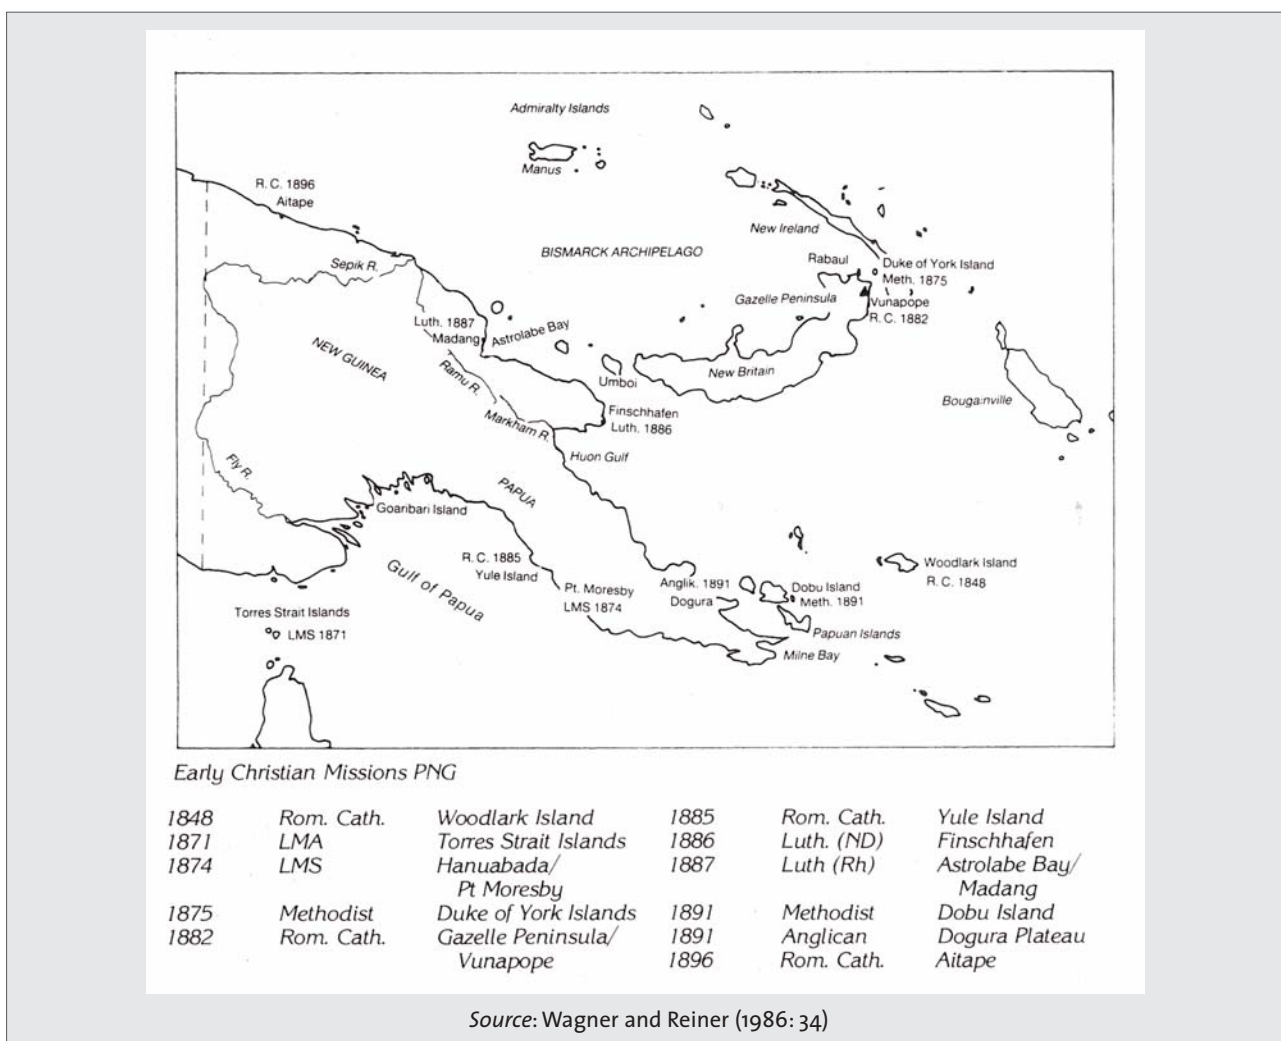 Admiralty Islands
Manus
R. C. 1896
Aitape
New Ireland
BISMARCK ARCHIPELAGO
Rabaul
Duke of York Island
Meth. 1875
Sepik R.
Gazelle Peninsula
Vunapope
R. C. 1882
Luth. 1887
Madang
Astrolabe Bay
NEW GUINEA
Ramu R.
Umboi
New Britain
Bougainville
Finschhafen
Luth. 1886
Markham R.
Huon Gulf
Fly R.
PAPUA
Goaribari Island
R. C. 1885
Yule Island
Gulf of Papua
Pt. Moresby
LMS 1874
Anglik. 1891
Dogura
Dobu Island
Meth. 1891
Woodlark Island
R. C. 1848
Torres Strait Islands
LMS 1871
Papuan Islands
Milne Bay
Early Christian Missions PNG
1848 Rom. Cath. Woodlark Island 1885 Rom. Cath. Yule Island
1871 LMA Torres Strait Islands 1886 Luth. (ND) Finschhafen
1874 LMS Hanuabada/ 1887 Luth (Rh) Astrolabe Bay/
Pt Moresby Madang
1875 Methodist Duke of York Islands 1891 Methodist Dobu Island
1882 Rom. Cath. Gazelle Peninsula/ 1891 Anglican Dogura Plateau
Vunapope 1896 Rom. Cath. Aitape
Source: Wagner and Reiner (1986: 34)